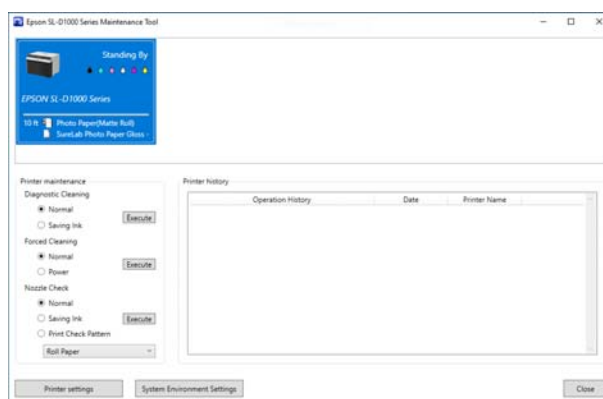 Epson SL-D1000 Series Maintenance Tool
Standing By
EPSON SL-D1000 Series
10 ft Photo Paper(Matte Roll)
SureLab Photo Paper Gloss -
Printer maintenance
Diagnostic Cleaning
Normal
Saving Ink
Execute
Forced Cleaning
Normal
Power
Execute
Nozzle Check
Normal
Saving Ink
Execute
Print Check Pattern
Roll Paper
Printer history
Operation History Date Printer Name
Printer settings
System Environment Settings
Close